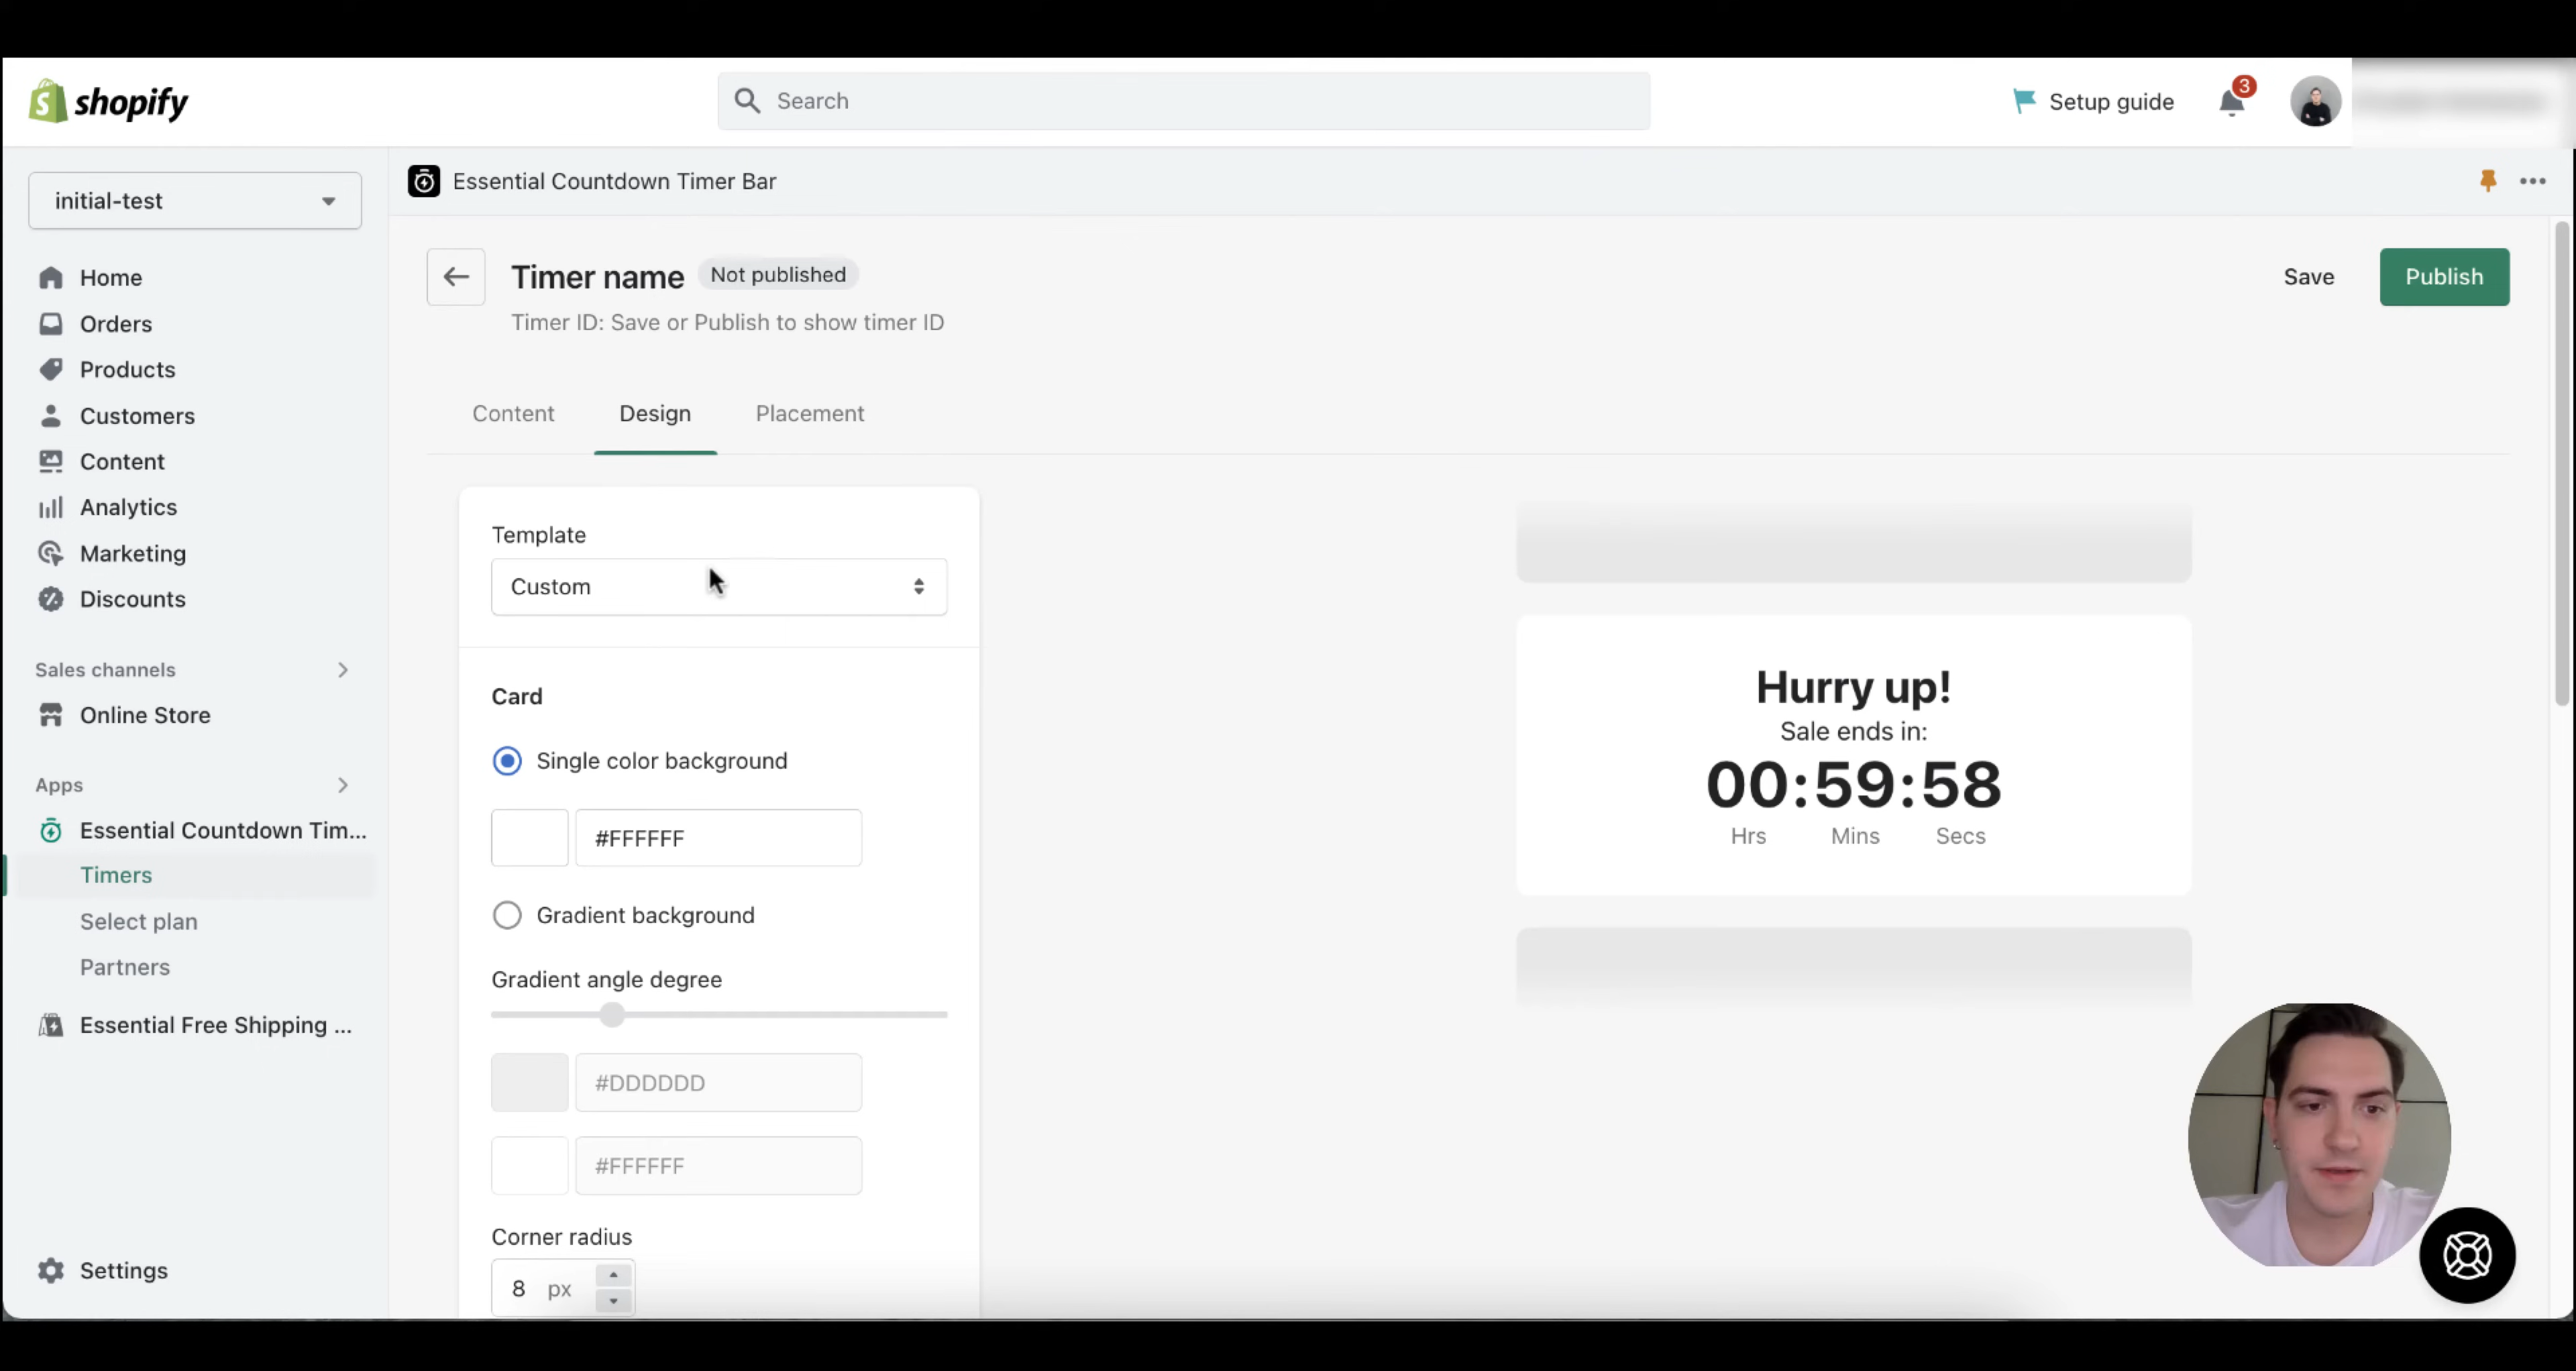 shopify
Search
Setup guide
3
initial-test
Essential Countdown Timer Bar
Home
Orders
Products
Customers
Content
Analytics
Marketing
Discounts
Sales channels
Online Store
Apps
Essential Countdown Tim...
Timers
Select plan
Partners
Essential Free Shipping ...
Settings
Timer name
Not published
Save
Publish
Timer ID: Save or Publish to show timer ID
Content
Design
Placement
Template
Custom
Card
Single color background
#FFFFFF
Gradient background
Gradient angle degree
#DDDDDD
#FFFFFF
Corner radius
8 px
Hurry up!
Sale ends in:
00:59:58
Hrs Mins Secs